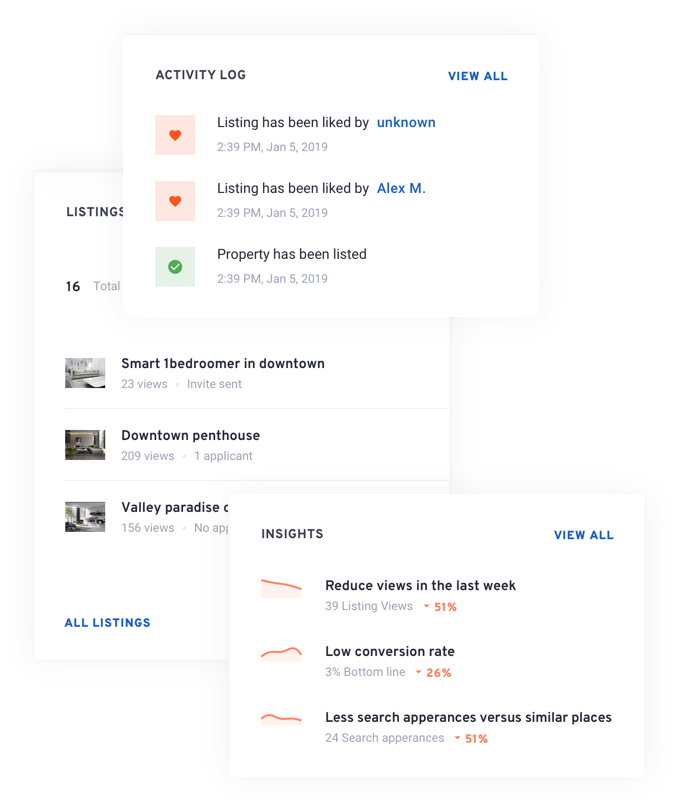 ACTIVITY LOG
VIEW ALL
Listing has been liked by unknown
2:39 PM, Jan 5, 2019
Listing has been liked by Alex M.
2:39 PM, Jan 5, 2019
Property has been listed
2:39 PM, Jan 5, 2019
LISTINGS
16 Total
Smart 1bedroomer in downtown
23 views • Invite sent
Downtown penthouse
209 views • 1 applicant
Valley paradise
156 views • No
ALL LISTINGS
INSIGHTS
VIEW ALL
Reduce views in the last week
39 Listing Views 51%
Low conversion rate
3% Bottom line 26%
Less search apperances versus similar places
24 Search apperances 51%